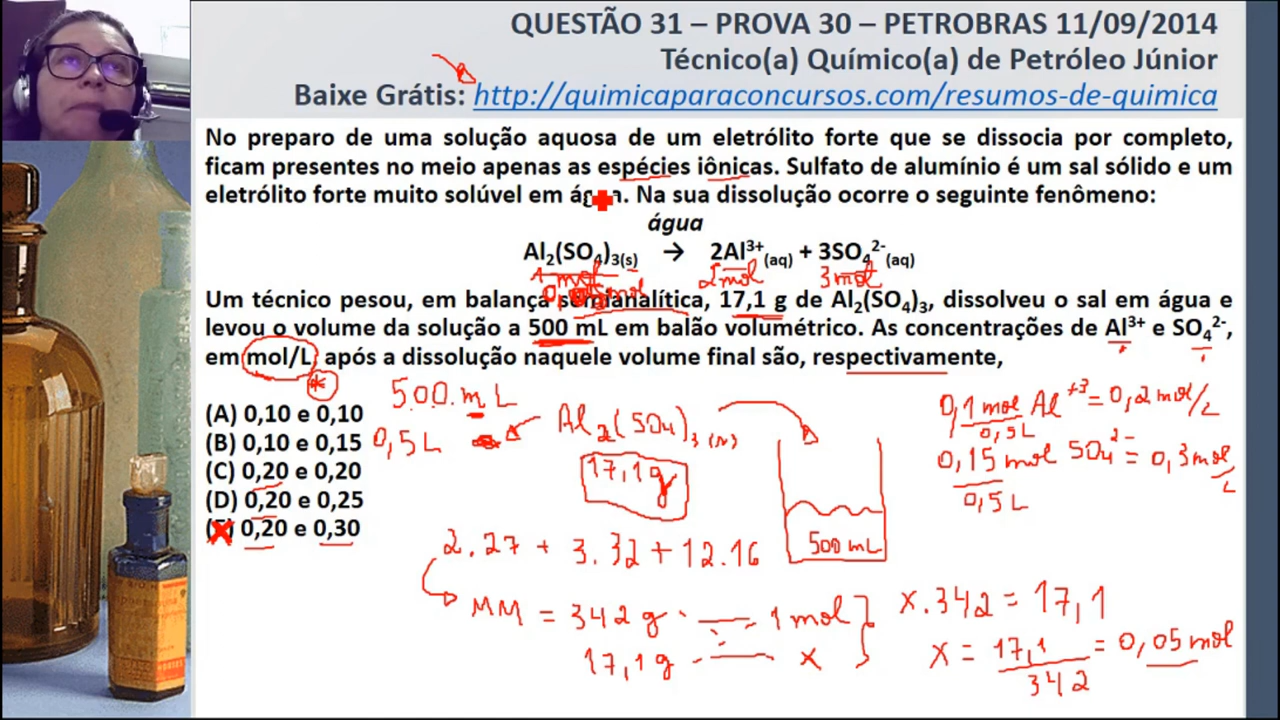 QUESTÃO 31 – PROVA 30 – PETROBRAS 11/09/2014
Técnico(a) Químico(a) de Petróleo Júnior
Baixe Grátis: http://quimicaparaconcursos.com/resumos-de-quimica
No preparo de uma solução aquosa de um eletrólito forte que se dissocia por completo,
ficam presentes no meio apenas as espécies iônicas. Sulfato de alumínio é um sal sólido e um
eletrólito forte muito solúvel em água. Na sua dissolução ocorre o seguinte fenômeno:
água
Al₂(SO₄)₃(s) → 2Al³⁺(aq) + 3SO₄²⁻(aq)
1 mol 2mol 3mol
0,05mol
Um técnico pesou, em balança semianalítica, 17,1 g de Al₂(SO₄)₃, dissolveu o sal em água e
levou o volume da solução a 500 mL em balão volumétrico. As concentrações de Al³⁺ e SO₄²⁻,
em mol/L, após a dissolução naquele volume final são, respectivamente,
*
(A) 0,10 e 0,10
(B) 0,10 e 0,15
(C) 0,20 e 0,20
(D) 0,20 e 0,25
(E) 0,20 e 0,30
500 mL
0,5L
Al₂(SO₄)₃(s)
17,1g
500 mL
0,1 mol Al⁺³ = 0,2 mol/L
0,5L
0,15 mol SO₄²⁻ = 0,3 mol/L
0,5L
2.27 + 3.32 + 12.16
MM = 342 g 1 mol
17,1g x
x.342 = 17,1
x = 17,1/342 = 0,05 mol